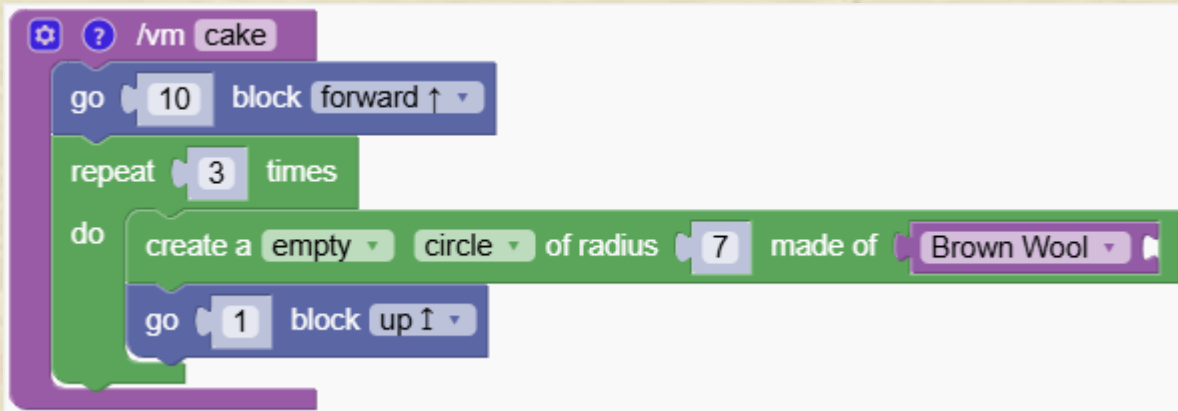 ? /vm cake
go 10 block forward ↑
repeat 3 times
do create a empty circle of radius 7 made of Brown Wool
go 1 block up ↥